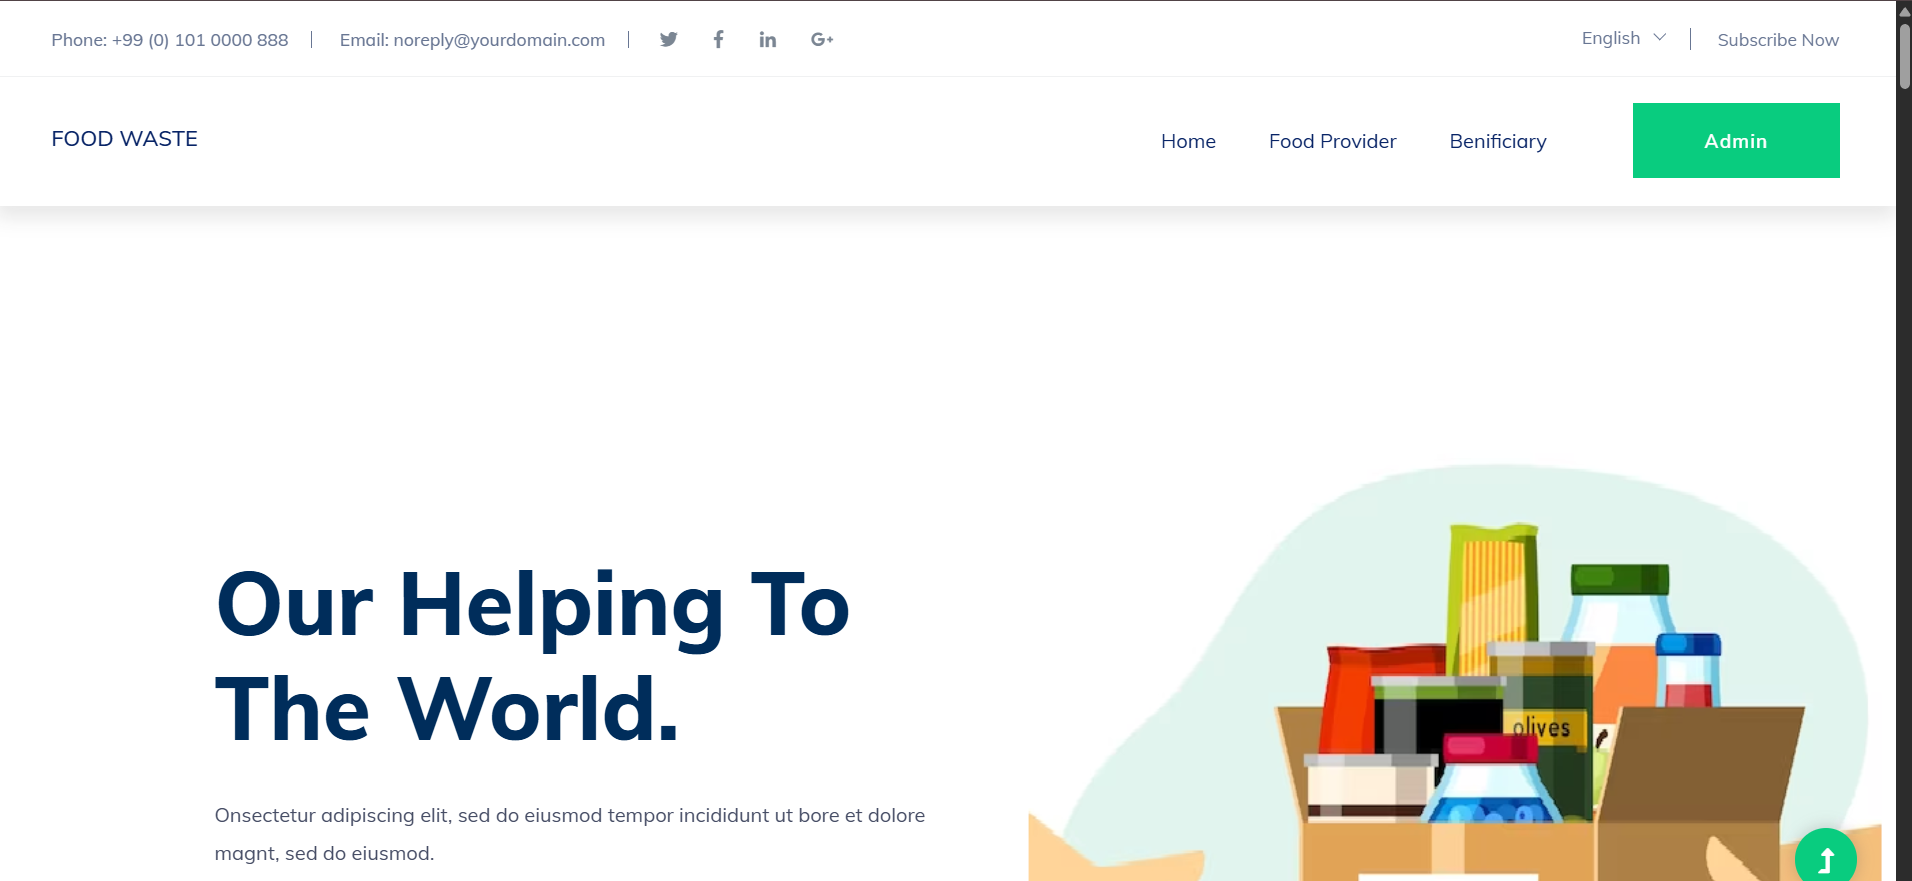 Phone: +99 (0) 101 0000 888
Email: noreply@yourdomain.com
English
Subscribe Now
FOOD WASTE
Home
Food Provider
Benificiary
Admin
Our Helping To
The World.
olives
Onsectetur adipiscing elit, sed do eiusmod tempor incididunt ut bore et dolore
magnt, sed do eiusmod.